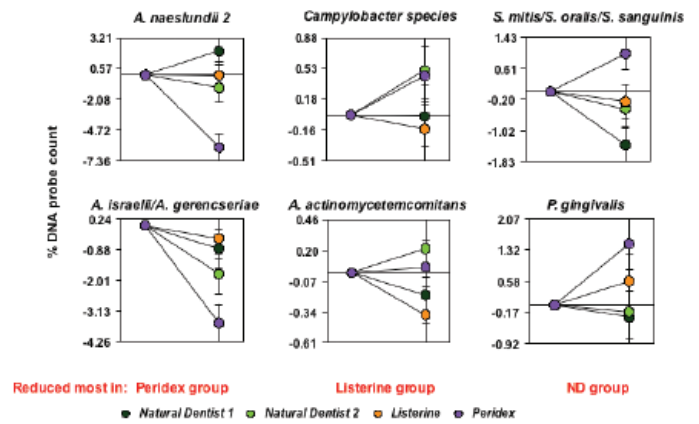 A. naeslundii 2
Campylobacter species
S. mitis/S. oralis/S. sanguinis
3.21
0.57
-2.08
-4.72
-7.36
0.88
0.53
0.18
-0.16
-0.51
1.43
0.61
-0.20
-1.02
-1.83
% DNA probe count
A. israelii/A. gerencseriae
A. actinomycetemcomitans
P. gingivalis
0.24
-0.88
-2.01
-3.13
-4.26
0.46
0.20
-0.07
-0.34
-0.61
2.07
1.32
0.58
-0.17
-0.92
Reduced most in: Peridex group
Listerine group
ND group
Natural Dentist 1
Natural Dentist 2
Listerine
Peridex